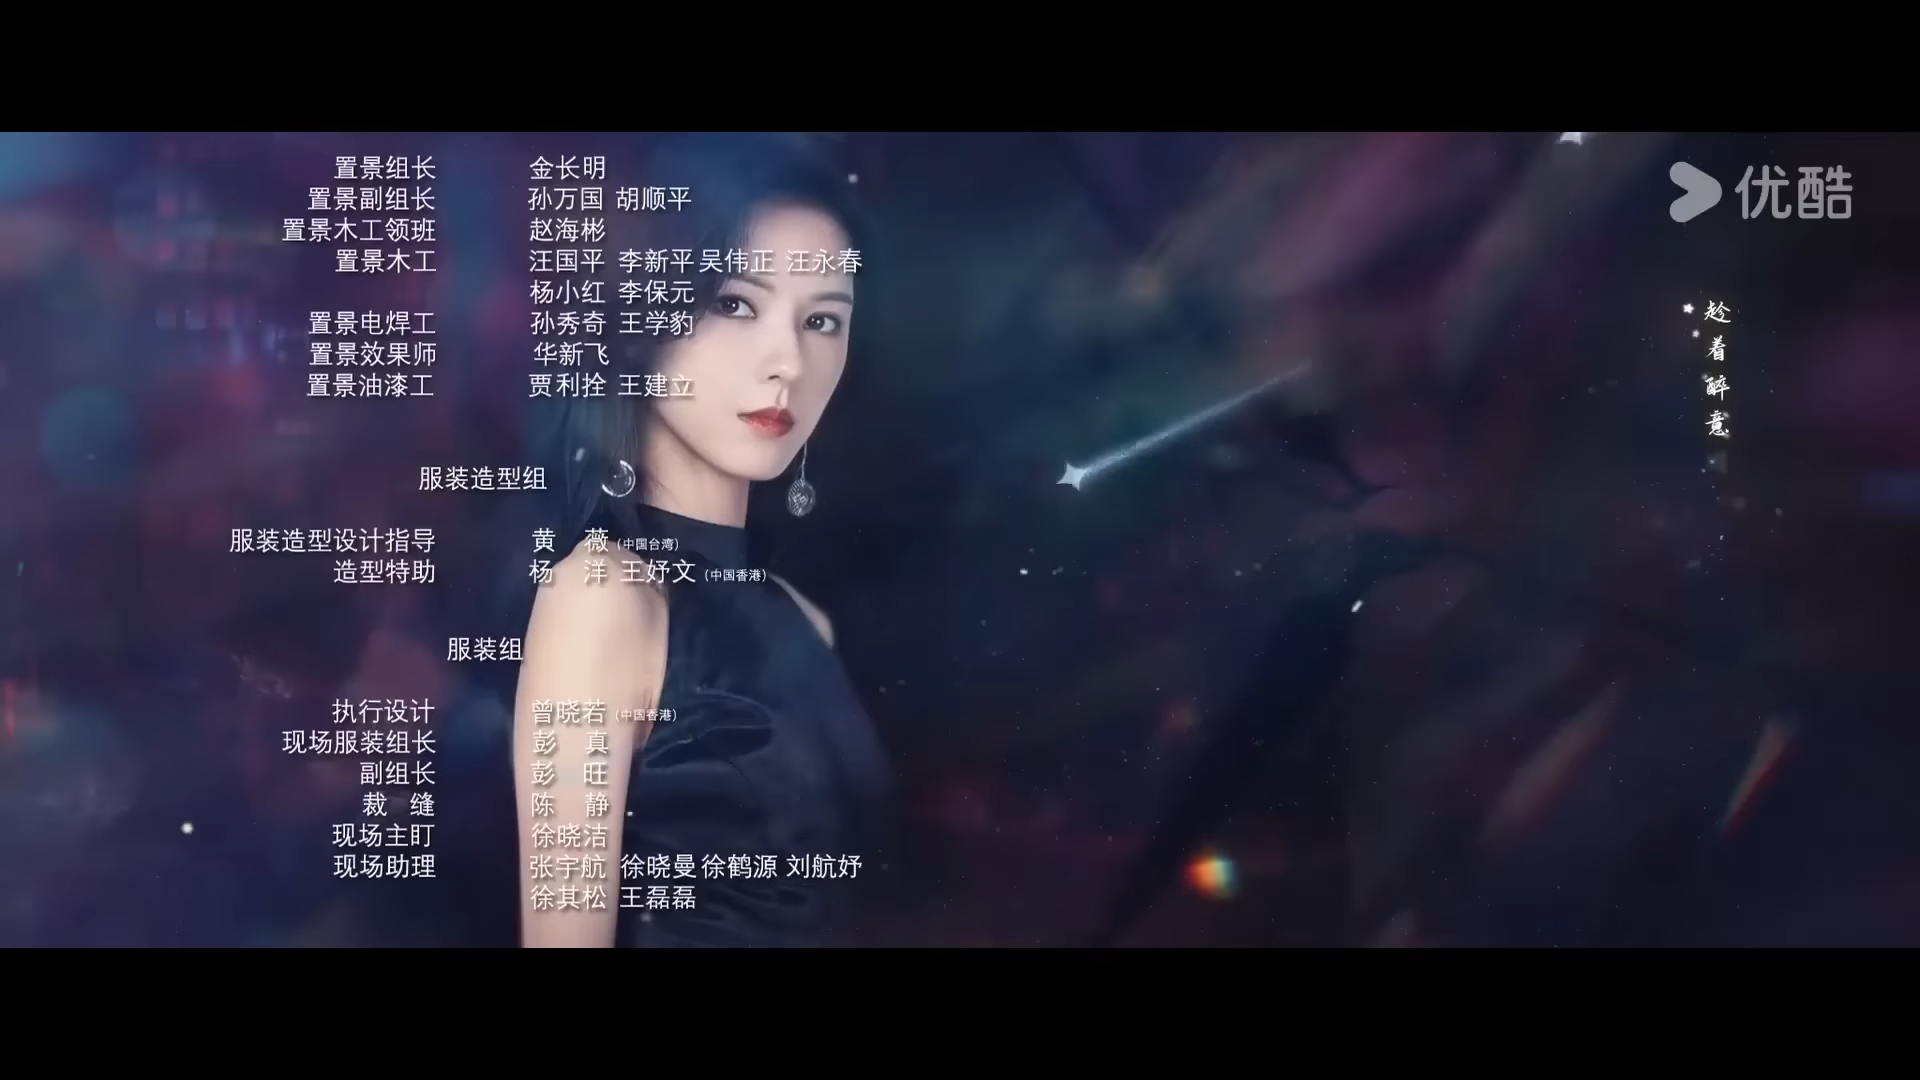 置景组长 金长明
置景副组长 孙万国 胡顺平
置景木工领班 赵海彬
置景木工 汪国平 李新平 吴伟正 汪永春
杨小红 李保元
置景电焊工 孙秀奇 王学豹
置景效果师 华新飞
置景油漆工 贾利拴 王建立
服装造型组
服装造型设计指导 黄 薇(中国台湾)
造型特助 杨 洋 王妤文(中国香港)
服装组
执行设计 曾晓若(中国香港)
现场服装组长 彭 真
副组长 彭 旺
裁 缝 陈 静
现场主盯 徐晓洁
现场助理 张宇航 徐晓曼 徐鹤源 刘航妤
徐其松 王磊磊
优酷
趁着醉意